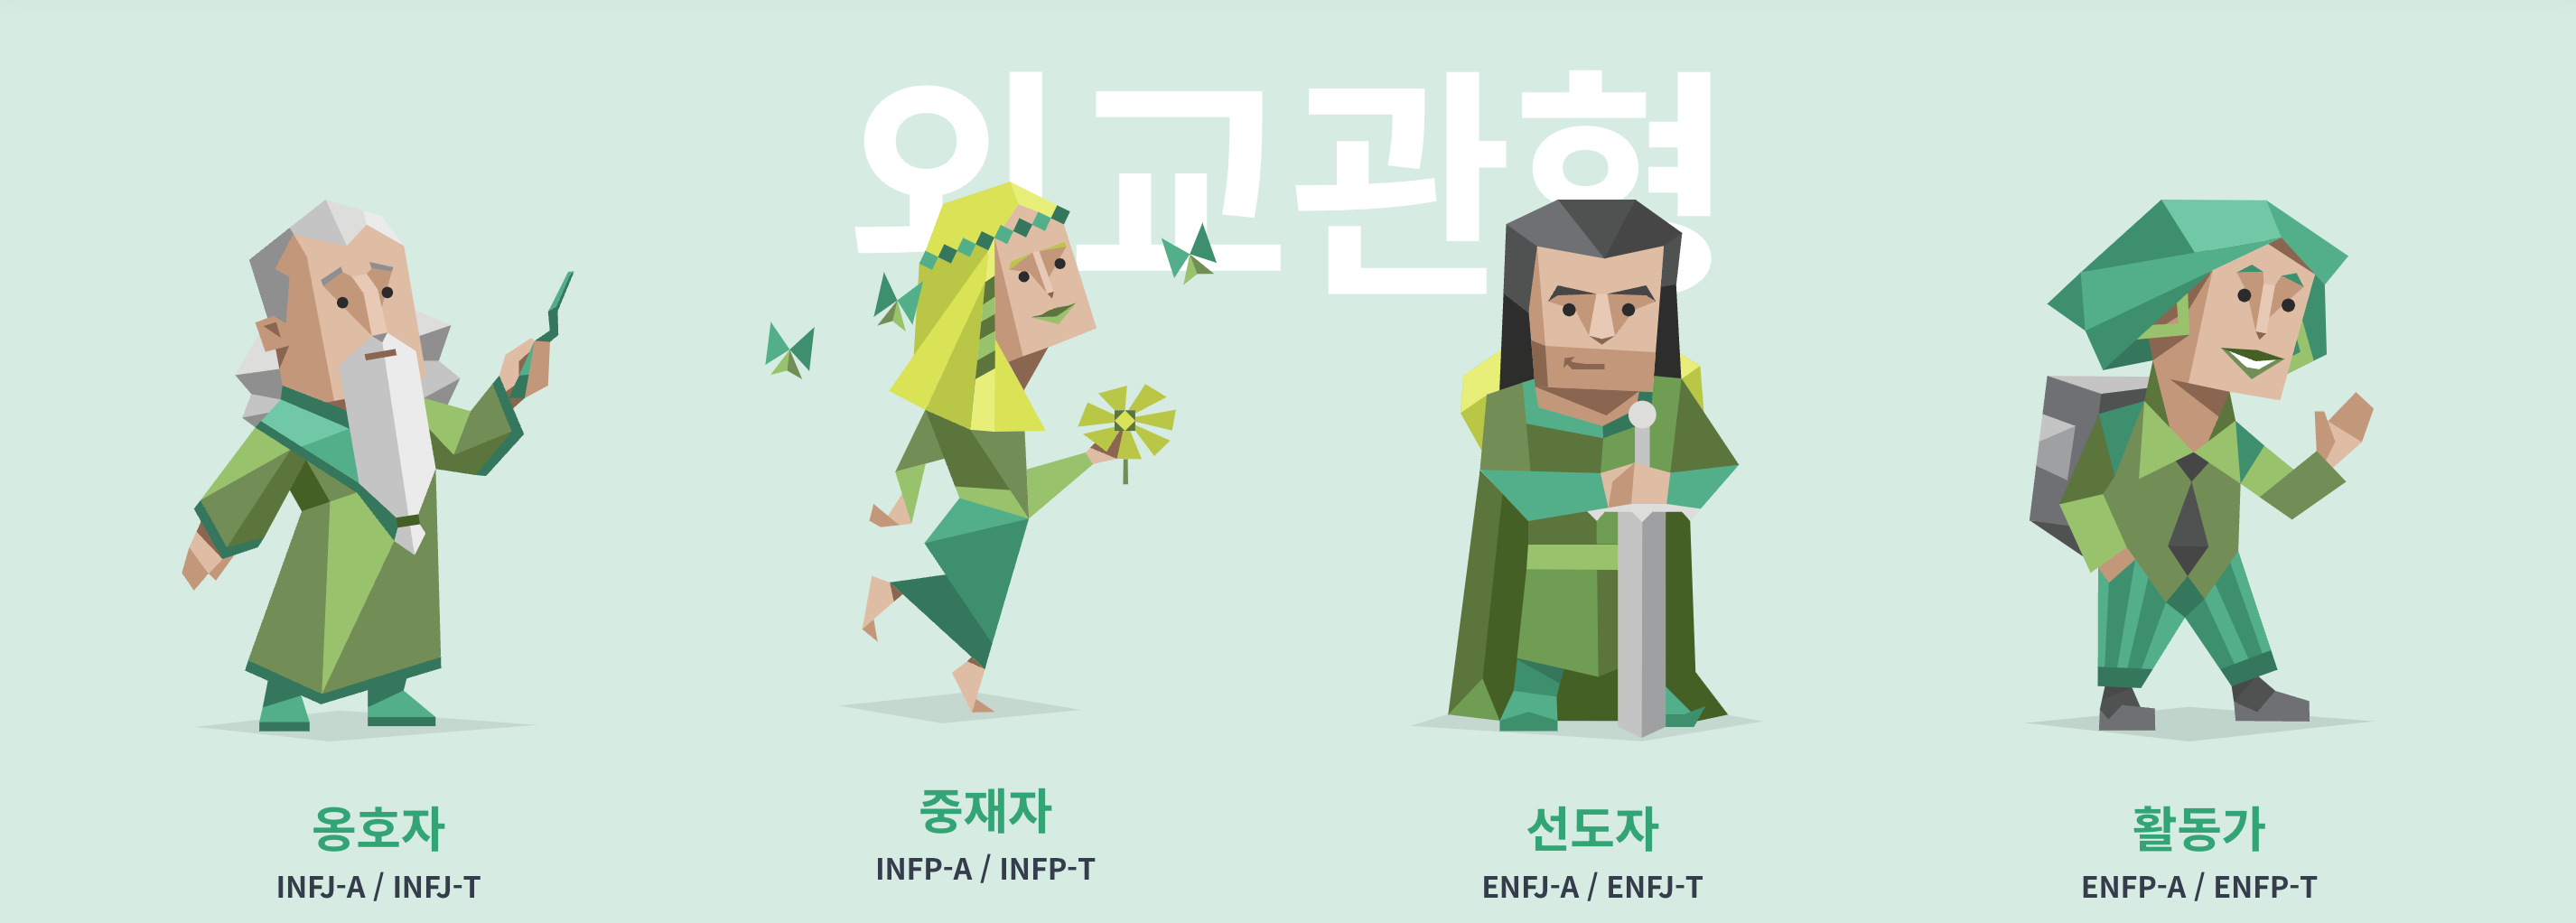 외교관형
옹호자
INFJ-A / INFJ-T
중재자
INFP-A / INFP-T
선도자
ENFJ-A / ENFJ-T
활동가
ENFP-A / ENFP-T